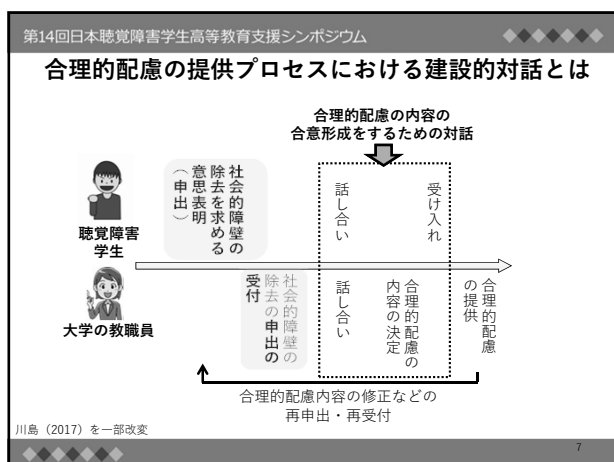 第14回日本聴覚障害学生高等教育支援シンポジウム
合理的配慮の提供プロセスにおける建設的対話とは
合理的配慮の内容の
合意形成をするための対話
聴覚障害
学生
社会的障壁の
除去を求める
意思表明
（申出）
話し合い
受け入れ
大学の教職員
社会的障壁の
除去の申出の
受付
話し合い
合理的配慮の
内容の決定
合理的配慮
の提供
合理的配慮内容の修正などの
再申出・再受付
川島（2017）を一部改変
7